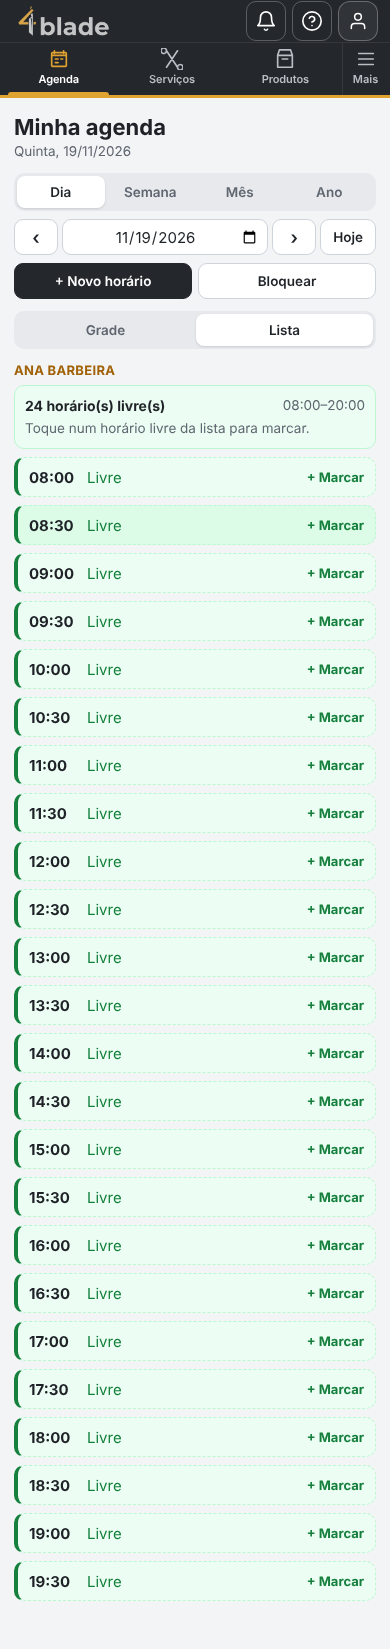 4blade
Agenda
Serviços
Produtos
Mais
Minha agenda
Quinta, 19/11/2026
Dia Semana Mês Ano
‹ 11/19/2026 › Hoje
+ Novo horário Bloquear
Grade Lista
ANA BARBEIRA
24 horário(s) livre(s) 08:00–20:00
Toque num horário livre da lista para marcar.
08:00 Livre + Marcar
08:30 Livre + Marcar
09:00 Livre + Marcar
09:30 Livre + Marcar
10:00 Livre + Marcar
10:30 Livre + Marcar
11:00 Livre + Marcar
11:30 Livre + Marcar
12:00 Livre + Marcar
12:30 Livre + Marcar
13:00 Livre + Marcar
13:30 Livre + Marcar
14:00 Livre + Marcar
14:30 Livre + Marcar
15:00 Livre + Marcar
15:30 Livre + Marcar
16:00 Livre + Marcar
16:30 Livre + Marcar
17:00 Livre + Marcar
17:30 Livre + Marcar
18:00 Livre + Marcar
18:30 Livre + Marcar
19:00 Livre + Marcar
19:30 Livre + Marcar